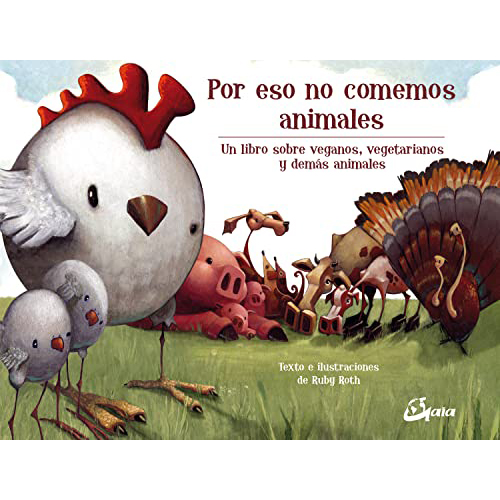 Por eso no comemos
animales
Un libro sobre veganos, vegetarianos
y demás animales
Texto e ilustraciones
de Ruby Roth
Gaia